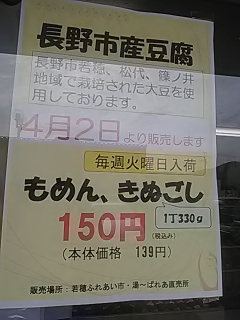 長野市産豆腐
長野市若穂、松代、篠ノ井
地域で栽培された大豆を使
用しております。
4月2日より販売します
毎週火曜日入荷
もめん、きぬごし
150円(税込み)
1丁330g
(本体価格 139円)
販売場所：若穂ふれあい市・湯～ぱれあ直売所